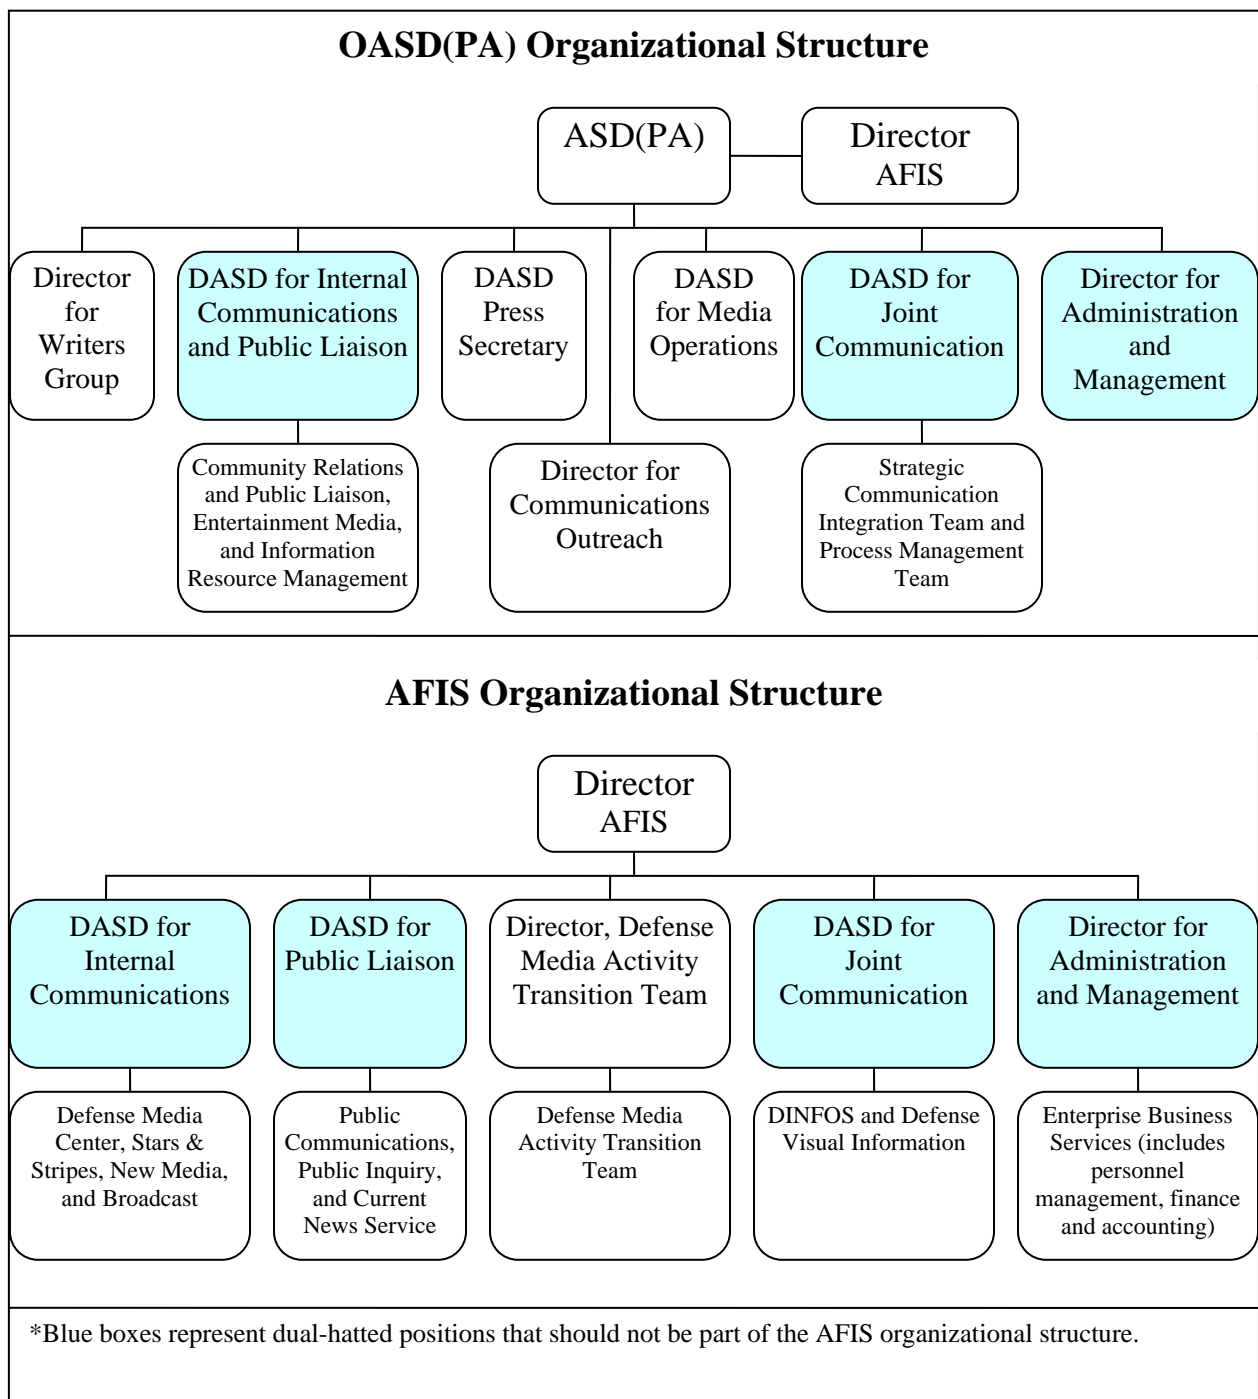 OASD(PA) Organizational Structure
ASD(PA)
Director
AFIS
Director
for
Writers
Group
DASD for Internal
Communications
and Public Liaison
DASD
Press
Secretary
DASD
for Media
Operations
DASD for
Joint
Communication
Director for
Administration
and
Management
Community Relations
and Public Liaison,
Entertainment Media,
and Information
Resource Management
Director for
Communications
Outreach
Strategic
Communication
Integration Team and
Process Management
Team
AFIS Organizational Structure
Director
AFIS
DASD for
Internal
Communications
DASD for
Public Liaison
Director, Defense
Media Activity
Transition Team
DASD for
Joint
Communication
Director for
Administration
and Management
Defense Media
Center, Stars &
Stripes, New Media,
and Broadcast
Public
Communications,
Public Inquiry,
and Current
News Service
Defense Media
Activity Transition
Team
DINFOS and Defense
Visual Information
Enterprise Business
Services (includes
personnel
management, finance
and accounting)
*Blue boxes represent dual-hatted positions that should not be part of the AFIS organizational structure.